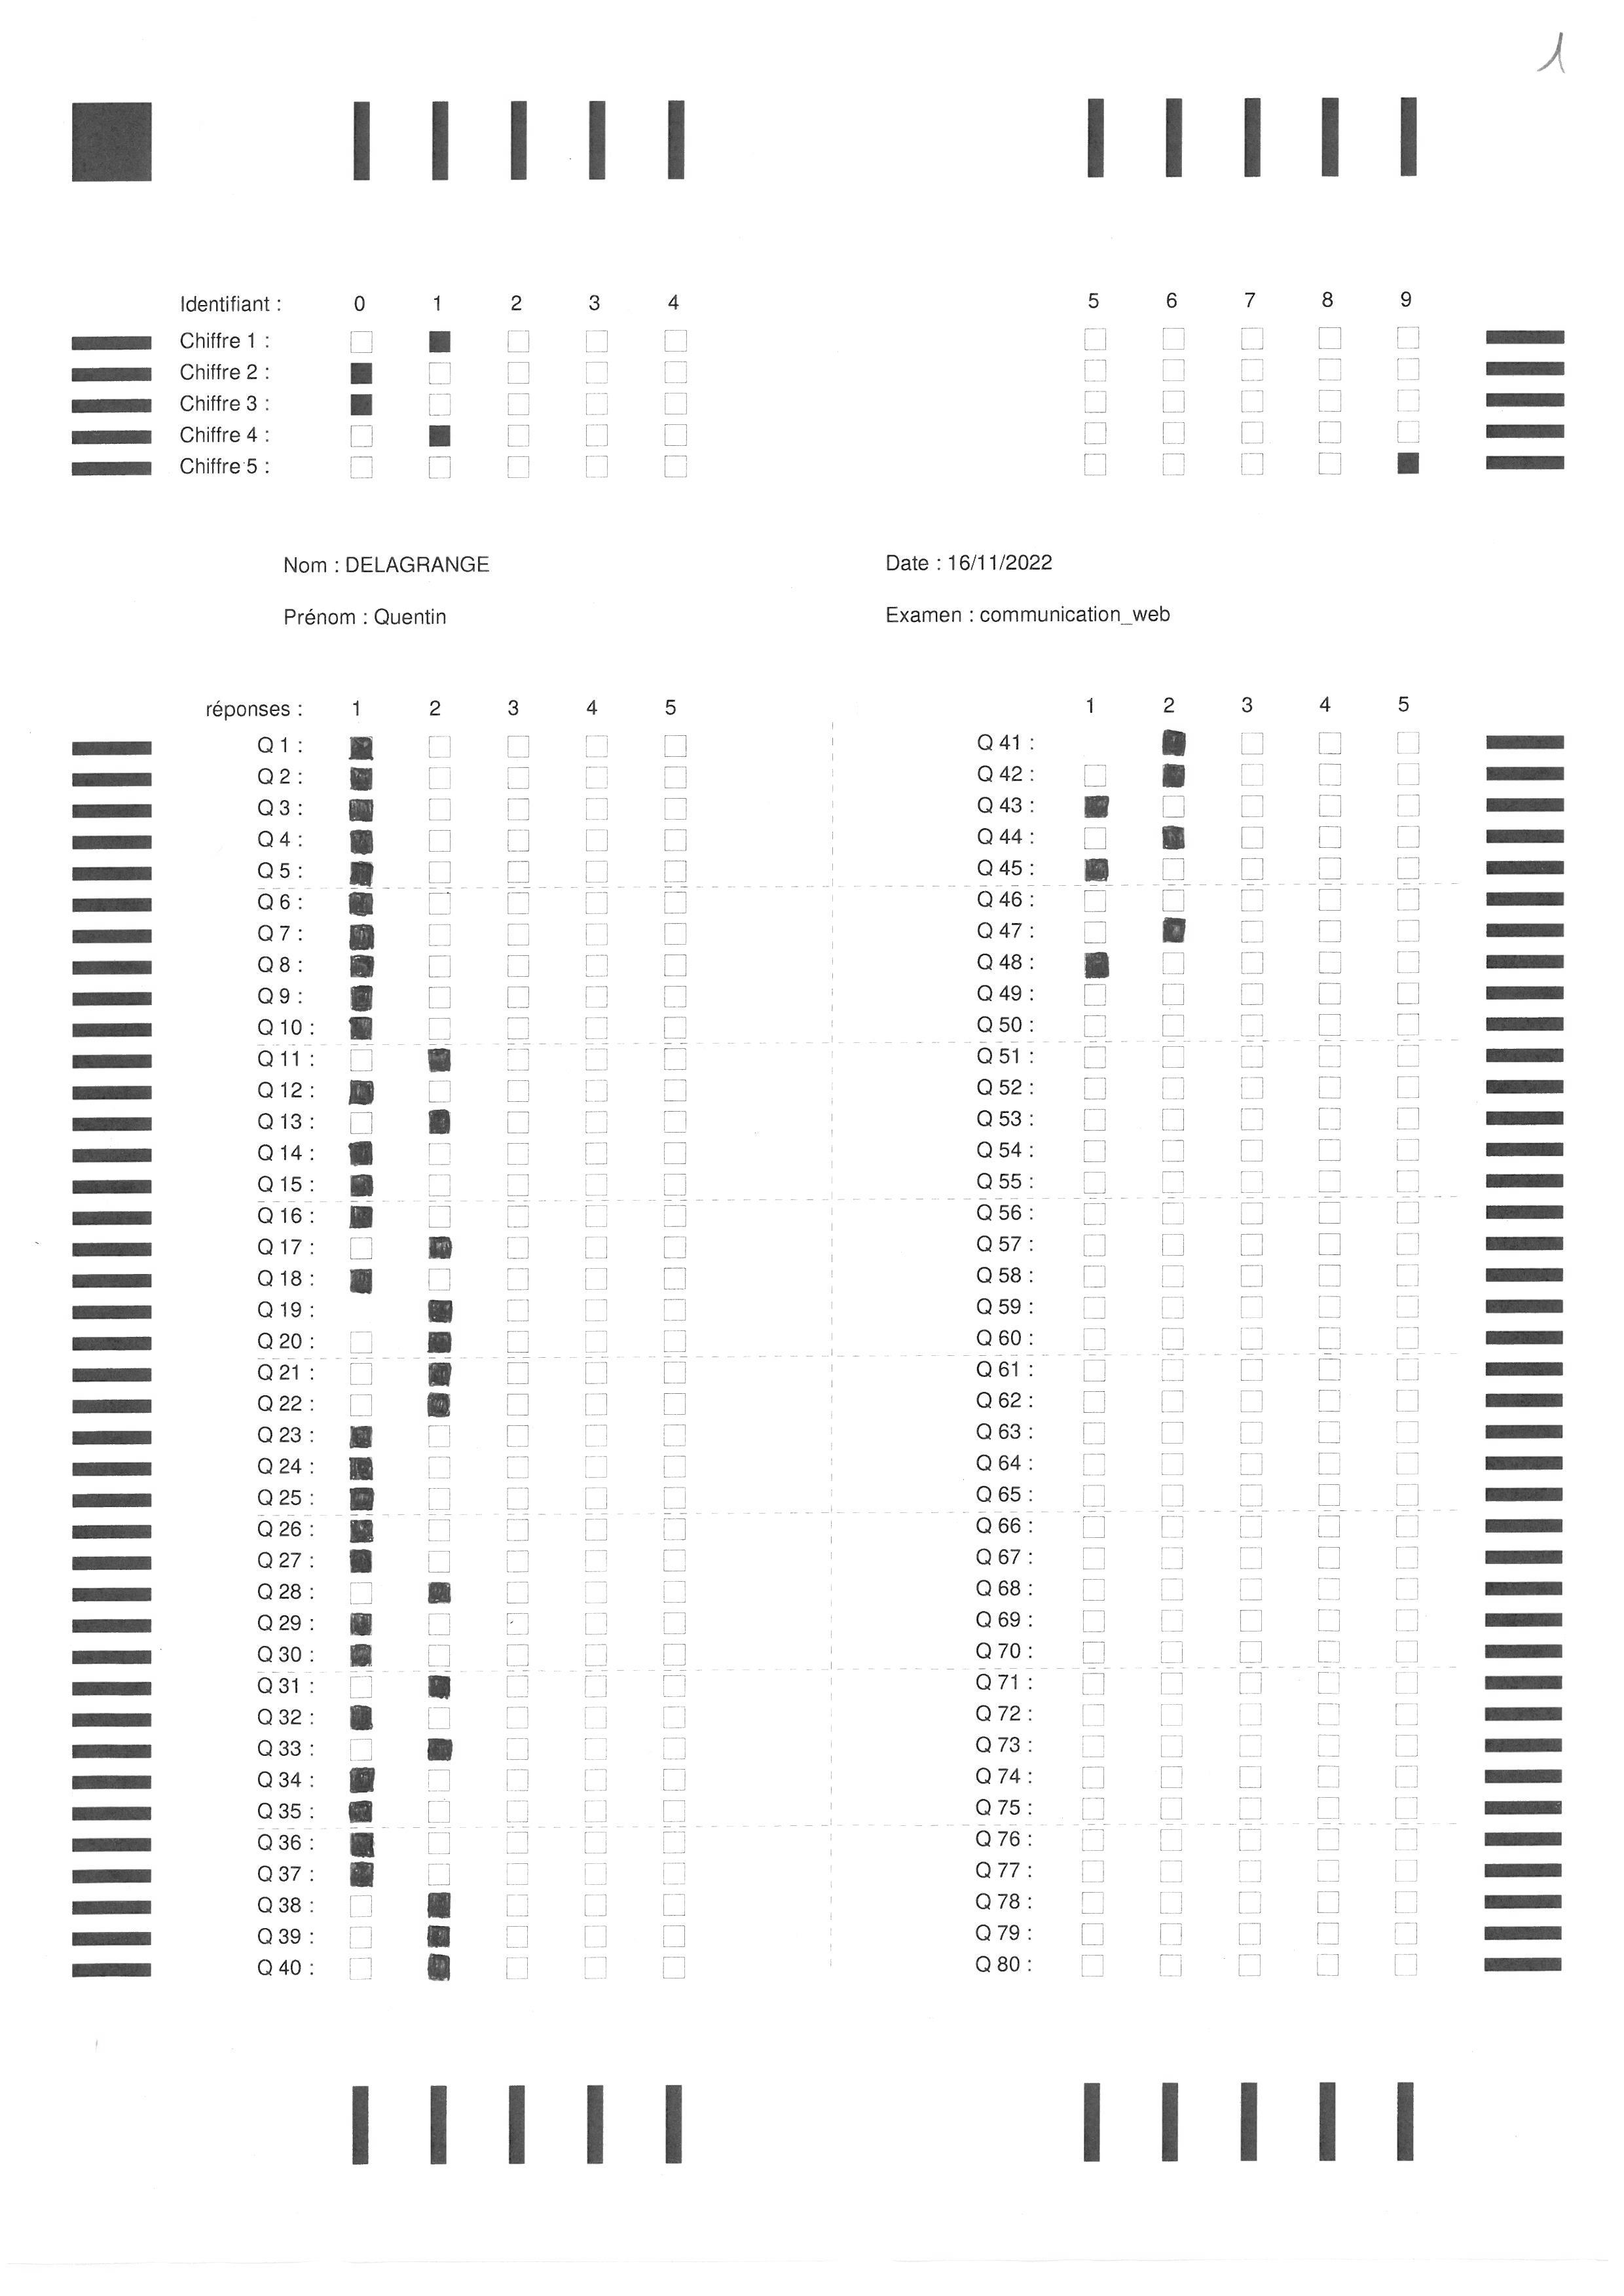 1
Identifiant : 0 1 2 3 4 5 6 7 8 9
Chiffre 1 :
Chiffre 2 :
Chiffre 3 :
Chiffre 4 :
Chiffre 5 :
Nom : DELAGRANGE Date : 16/11/2022
Prénom : Quentin Examen : communication_web
réponses : 1 2 3 4 5 1 2 3 4 5
Q 1 : Q 41 :
Q 2 : Q 42 :
Q 3 : Q 43 :
Q 4 : Q 44 :
Q 5 : Q 45 :
Q 6 : Q 46 :
Q 7 : Q 47 :
Q 8 : Q 48 :
Q 9 : Q 49 :
Q 10 : Q 50 :
Q 11 : Q 51 :
Q 12 : Q 52 :
Q 13 : Q 53 :
Q 14 : Q 54 :
Q 15 : Q 55 :
Q 16 : Q 56 :
Q 17 : Q 57 :
Q 18 : Q 58 :
Q 19 : Q 59 :
Q 20 : Q 60 :
Q 21 : Q 61 :
Q 22 : Q 62 :
Q 23 : Q 63 :
Q 24 : Q 64 :
Q 25 : Q 65 :
Q 26 : Q 66 :
Q 27 : Q 67 :
Q 28 : Q 68 :
Q 29 : Q 69 :
Q 30 : Q 70 :
Q 31 : Q 71 :
Q 32 : Q 72 :
Q 33 : Q 73 :
Q 34 : Q 74 :
Q 35 : Q 75 :
Q 36 : Q 76 :
Q 37 : Q 77 :
Q 38 : Q 78 :
Q 39 : Q 79 :
Q 40 : Q 80 :